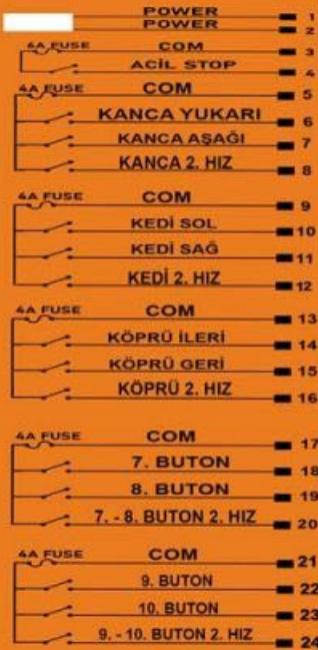 POWER 1
POWER 2
4A FUSE COM 3
ACİL STOP 4
4A FUSE COM 5
KANCA YUKARI 6
KANCA AŞAĞI 7
KANCA 2. HIZ 8
4A FUSE COM 9
KEDİ SOL 10
KEDİ SAĞ 11
KEDİ 2. HIZ 12
4A FUSE COM 13
KÖPRÜ İLERİ 14
KÖPRÜ GERİ 15
KÖPRÜ 2. HIZ 16
4A FUSE COM 17
7. BUTON 18
8. BUTON 19
7. - 8. BUTON 2. HIZ 20
4A FUSE COM 21
9. BUTON 22
10. BUTON 23
9. - 10. BUTON 2. HIZ 24